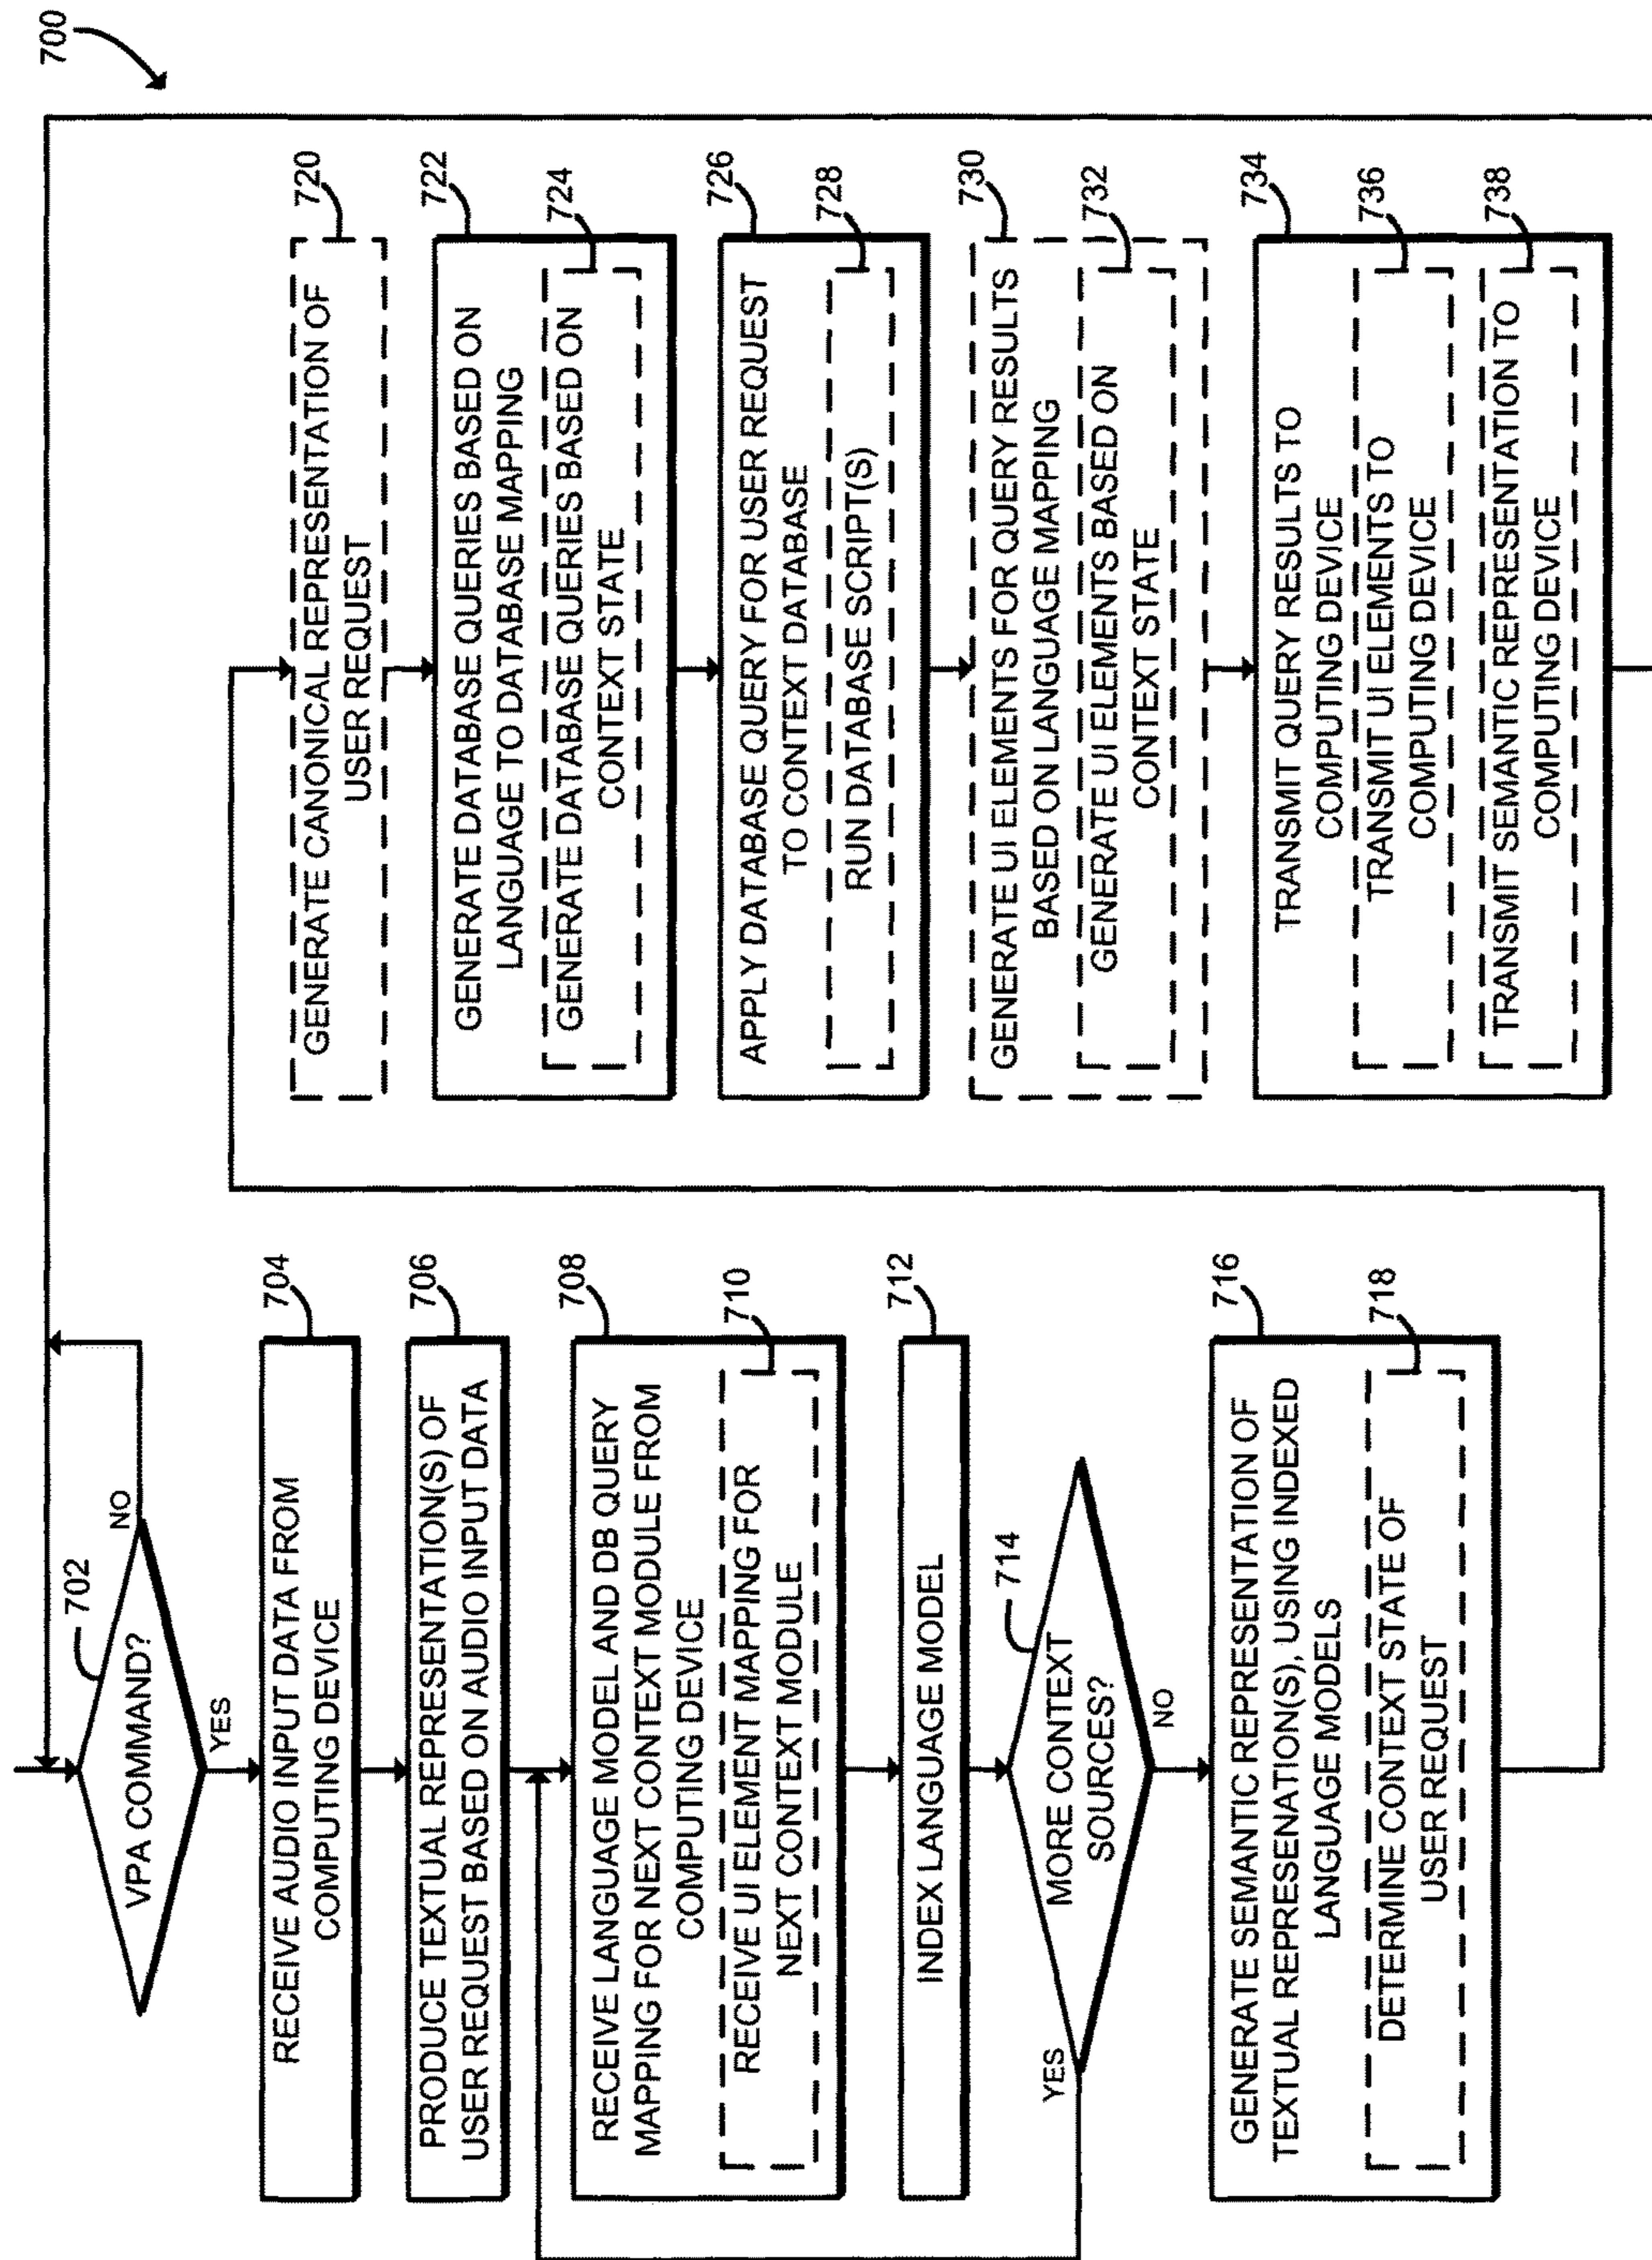 700
702
VPA COMMAND?
NO
YES
704
RECEIVE AUDIO INPUT DATA FROM
COMPUTING DEVICE
706
PRODUCE TEXTUAL REPRESENTATION(S) OF
USER REQUEST BASED ON AUDIO INPUT DATA
708
RECEIVE LANGUAGE MODEL AND DB QUERY
MAPPING FOR NEXT CONTEXT MODULE FROM
COMPUTING DEVICE
710
RECEIVE UI ELEMENT MAPPING FOR
NEXT CONTEXT MODULE
712
INDEX LANGUAGE MODEL
714
MORE CONTEXT
SOURCES?
YES
NO
716
GENERATE SEMANTIC REPRESENTATION OF
TEXTUAL REPRESENATION(S), USING INDEXED
LANGUAGE MODELS
718
DETERMINE CONTEXT STATE OF
USER REQUEST
720
GENERATE CANONICAL REPRESENTATION OF
USER REQUEST
722
GENERATE DATABASE QUERIES BASED ON
LANGUAGE TO DATABASE MAPPING
724
GENERATE DATABASE QUERIES BASED ON
CONTEXT STATE
726
APPLY DATABASE QUERY FOR USER REQUEST
TO CONTEXT DATABASE
728
RUN DATABASE SCRIPT(S)
730
GENERATE UI ELEMENTS FOR QUERY RESULTS
BASED ON LANGUAGE MAPPING
732
GENERATE UI ELEMENTS BASED ON
CONTEXT STATE
734
TRANSMIT QUERY RESULTS TO
COMPUTING DEVICE
736
TRANSMIT UI ELEMENTS TO
COMPUTING DEVICE
738
TRANSMIT SEMANTIC REPRESENTATION TO
COMPUTING DEVICE